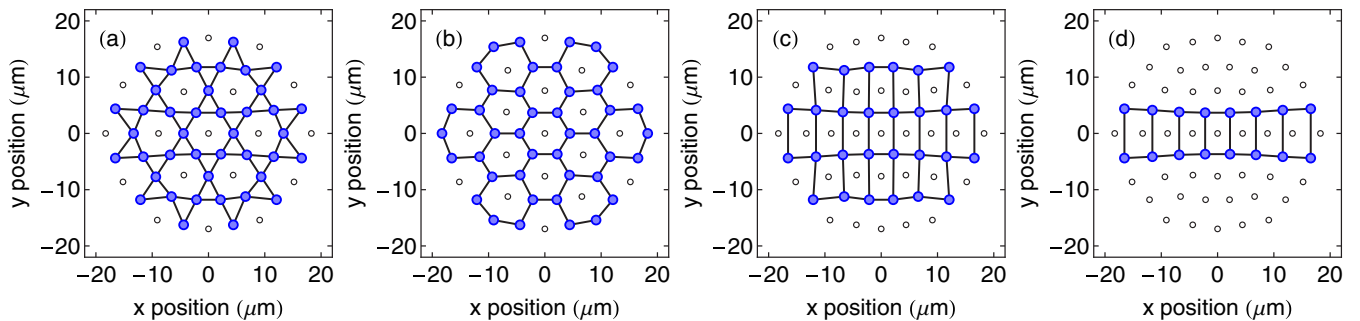 (a) (b) (c) (d)
y position (μm) y position (μm) y position (μm) y position (μm)
20 20 20 20
10 10 10 10
0 0 0 0
−10 −10 −10 −10
−20 −20 −20 −20
−20 −10 0 10 20 −20 −10 0 10 20 −20 −10 0 10 20 −20 −10 0 10 20
x position (μm) x position (μm) x position (μm) x position (μm)